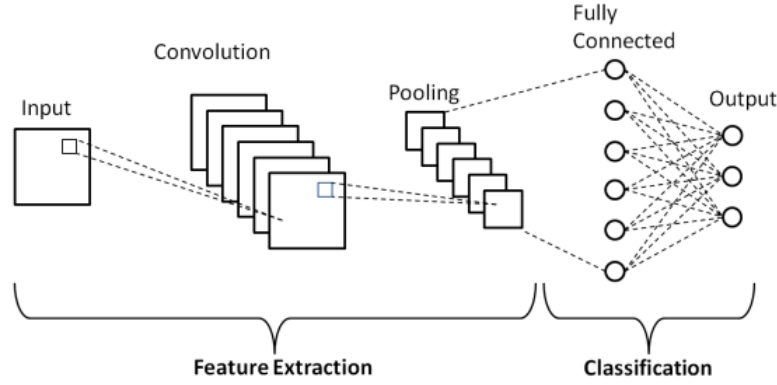 Input
Convolution
Pooling
Fully
Connected
Output
Feature Extraction
Classification